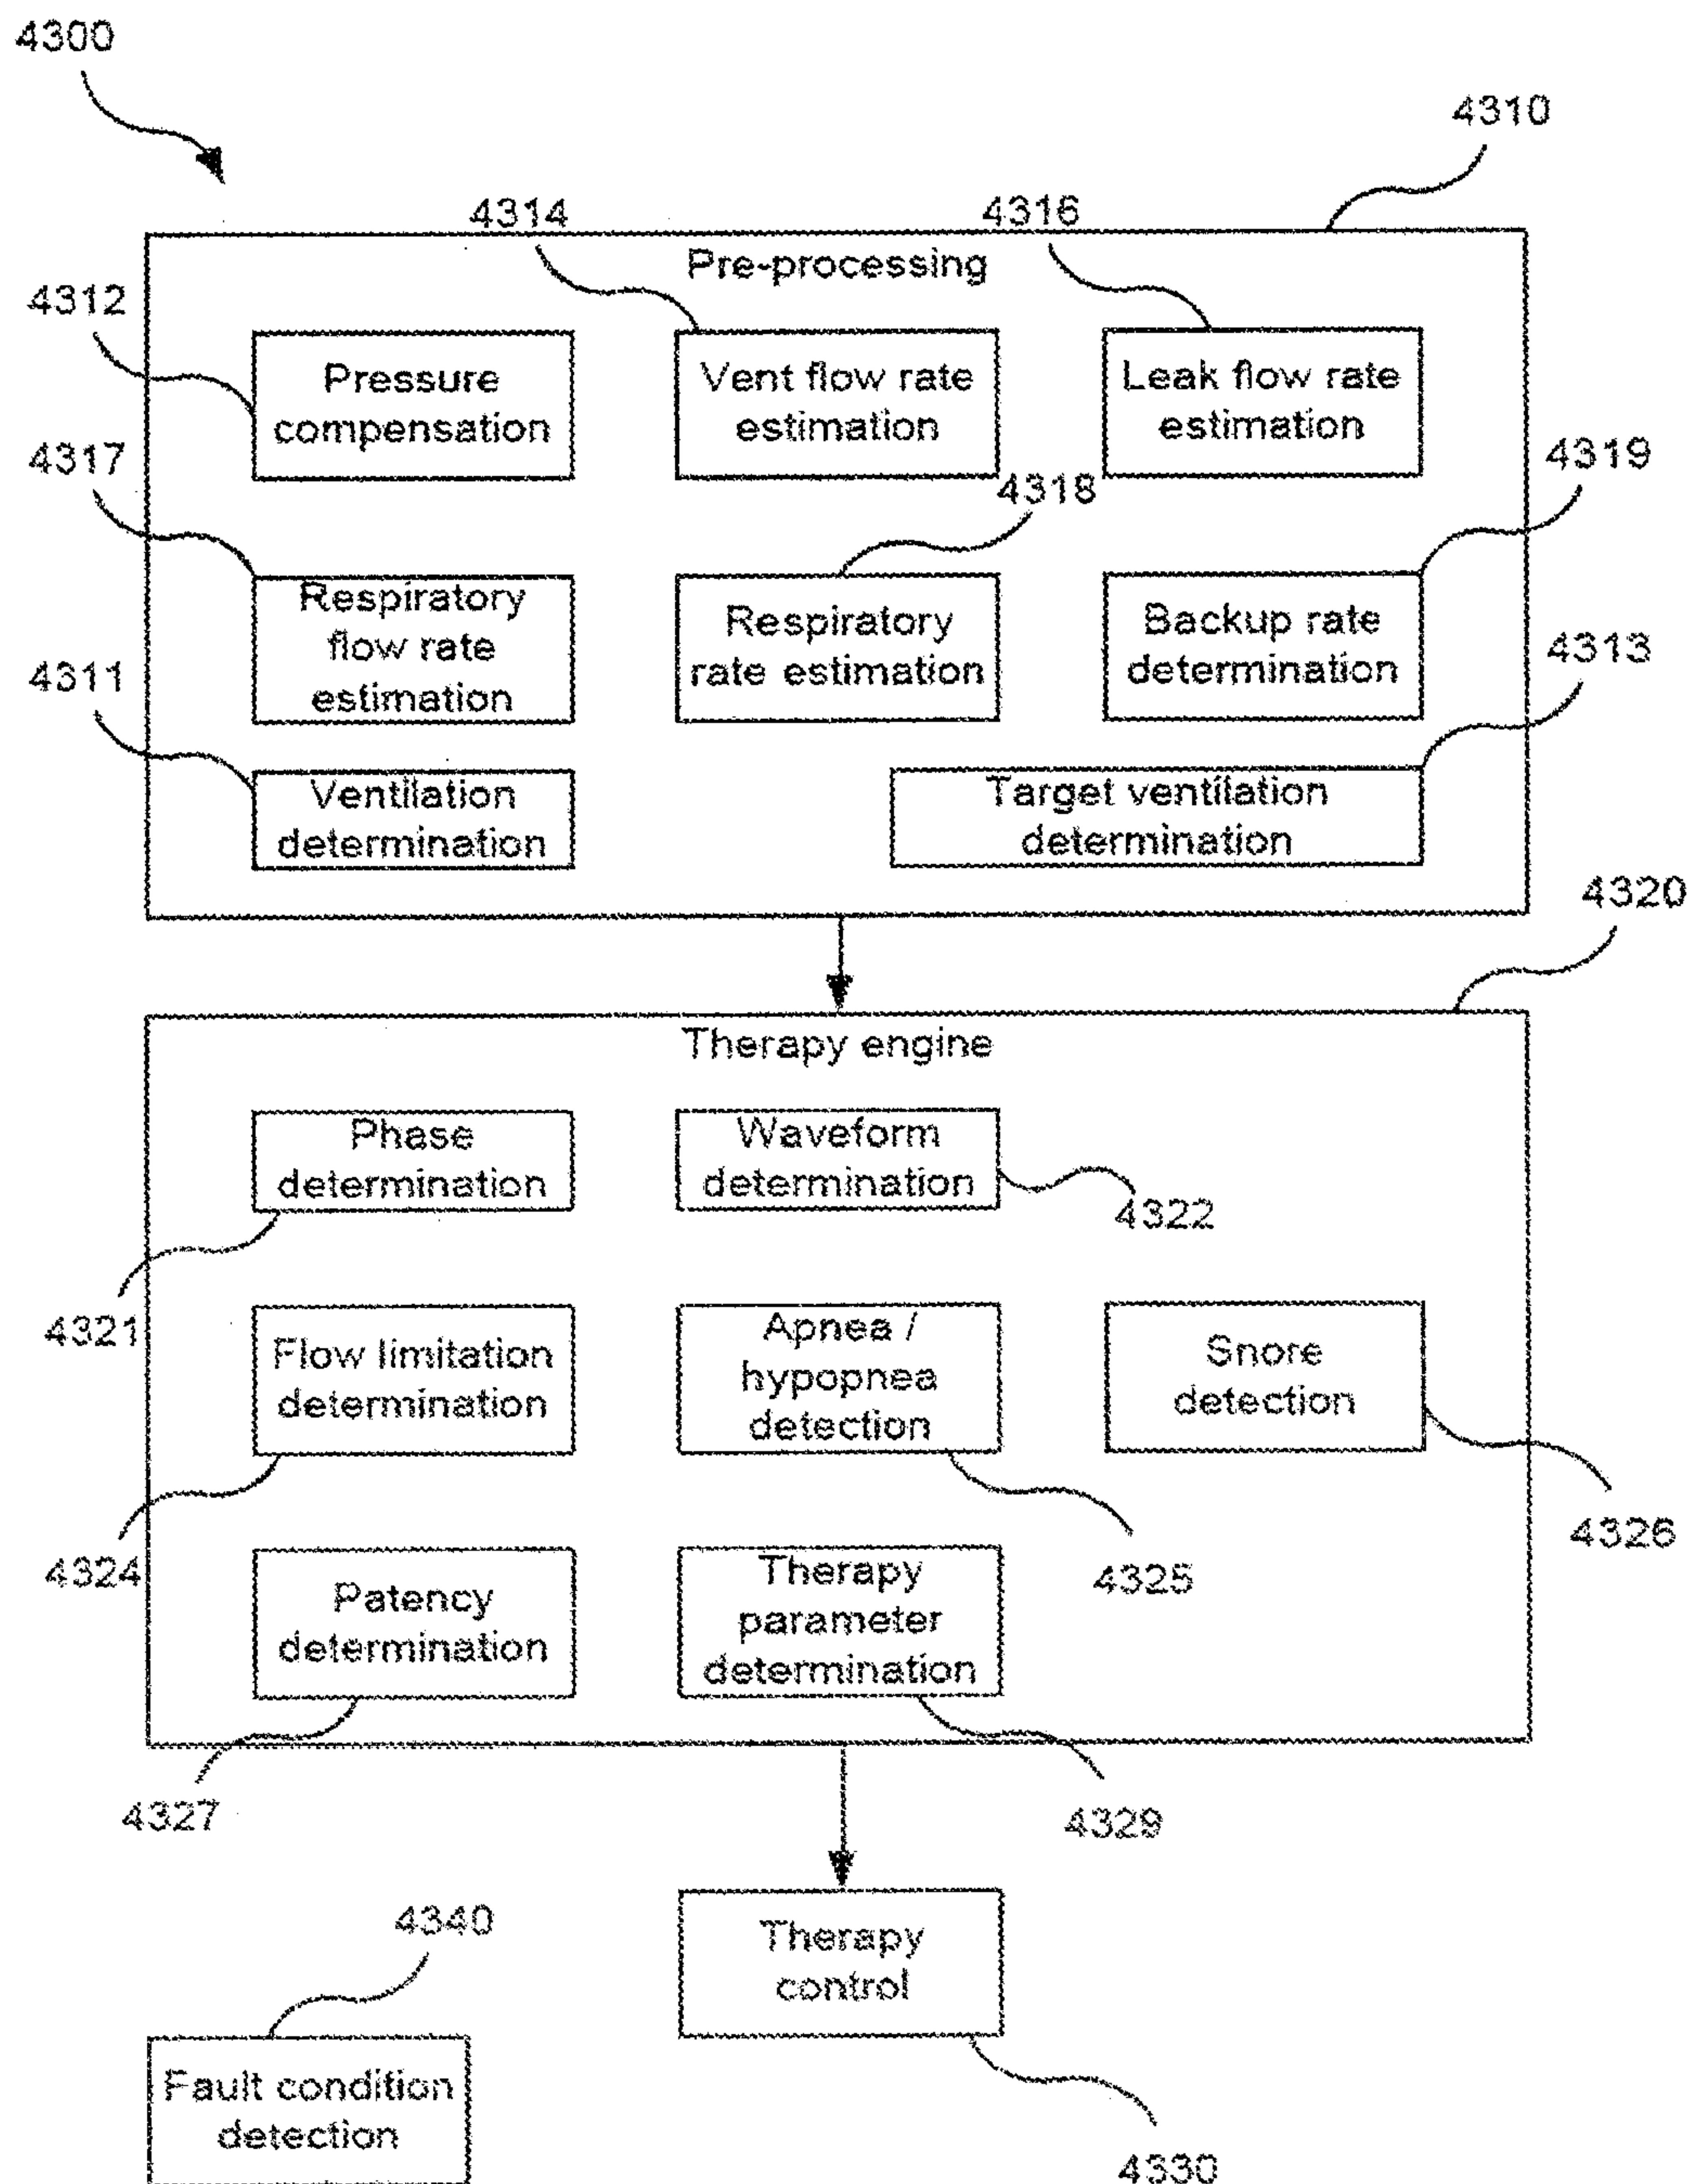 4300
4310
4314
4316
Pre-processing
4312
Pressure
compensation
Vent flow rate
estimation
Leak flow rate
estimation
4317
4318
4319
Respiratory
flow rate
estimation
Respiratory
rate estimation
Backup rate
determination
4311
4313
Ventilation
determination
Target ventilation
determination
4320
Therapy engine
Phase
determination
Waveform
determination
4322
4321
Flow limitation
determination
Apnea /
hypopnea
detection
Snore
detection
4324
4325
4326
Patency
determination
Therapy
parameter
determination
4327
4329
4340
Therapy
control
Fault condition
detection
4330